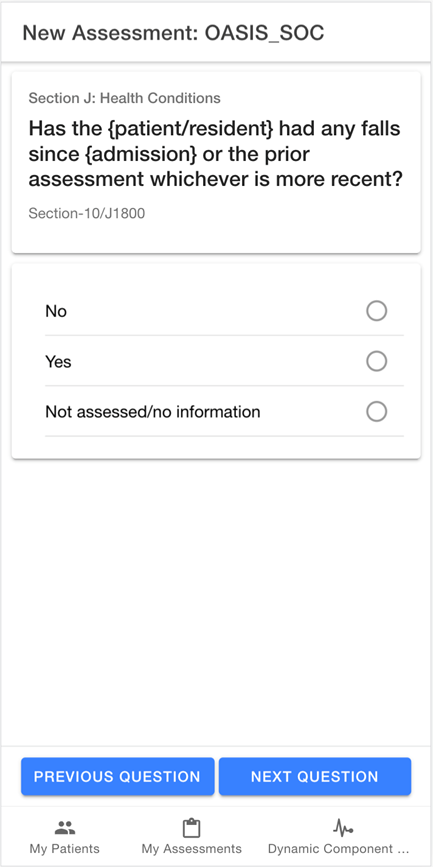 New Assessment: OASIS_SOC
Section J: Health Conditions
Has the {patient/resident} had any falls
since {admission} or the prior
assessment whichever is more recent?
Section-10/J1800
No
Yes
Not assessed/no information
PREVIOUS QUESTION
NEXT QUESTION
My Patients
My Assessments
Dynamic Component ...